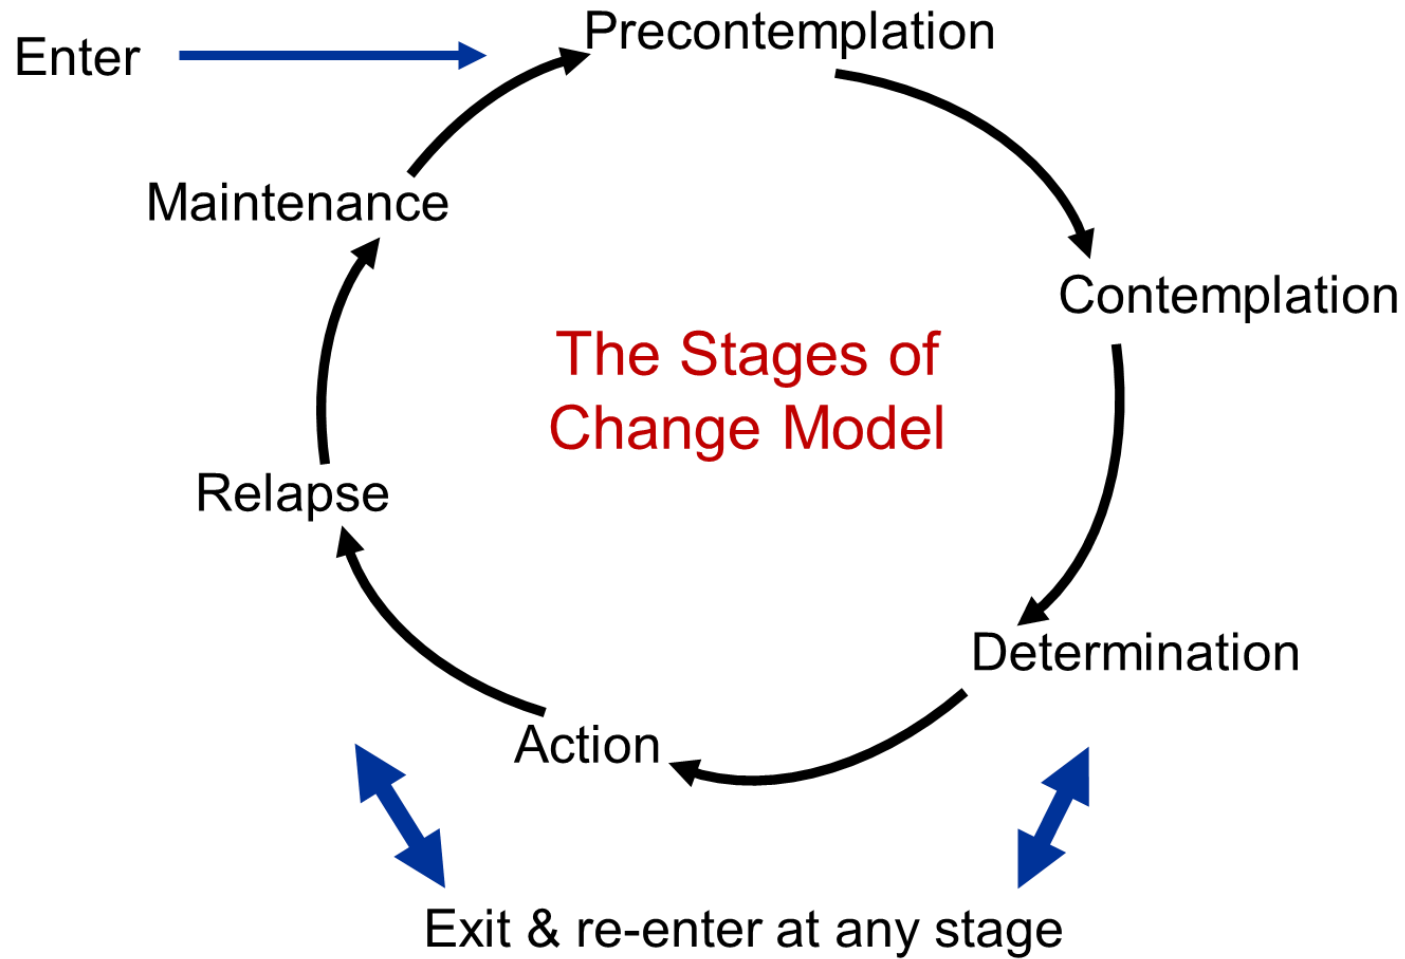 Enter
Precontemplation
Maintenance
Contemplation
The Stages of
Change Model
Relapse
Determination
Action
Exit & re-enter at any stage